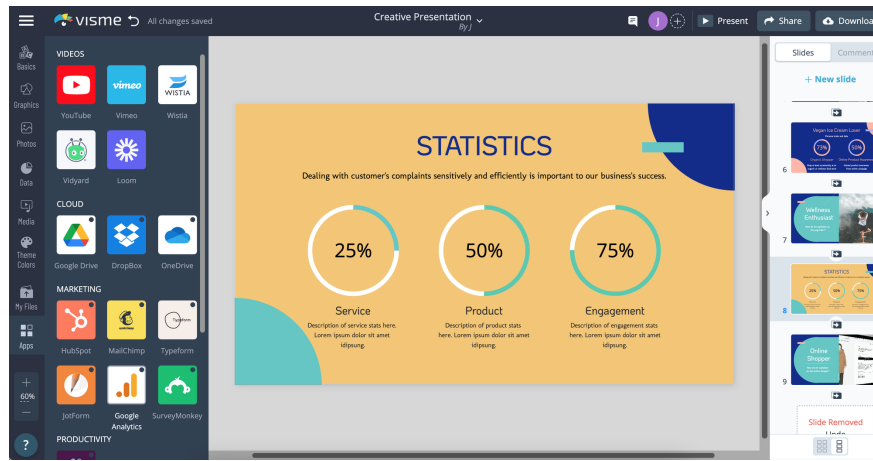 visme
All changes saved
Creative Presentation
By J
J
Present
Share
Downloa
Basics
Graphics
Photos
Data
Media
Theme
Colors
My Files
Apps
60%
?
VIDEOS
YouTube
vimeo
Vimeo
WISTIA
Wistia
Vidyard
Loom
CLOUD
Google Drive
DropBox
OneDrive
MARKETING
HubSpot
MailChimp
Typeform
Typeform
JotForm
Google
Analytics
SurveyMonkey
PRODUCTIVITY
STATISTICS
Dealing with customer's complaints sensitively and efficiently is important to our business's success.
25%
50%
75%
Service
Product
Engagement
Description of service stats here.
Lorem ipsum dolor sit amet
idipsung.
Description of product stats
here. Lorem ipsum dolor sit amet
idipsung.
Description of engagement stats
here. Lorem ipsum dolor sit amet
idipsung.
Slides
Comment
+ New slide
Vegan Ice Cream Lover
73%
50%
6
Wellness
Enthusiast
7
STATISTICS
25%
50%
75%
8
Online
Shopper
9
Slide Removed
Undo